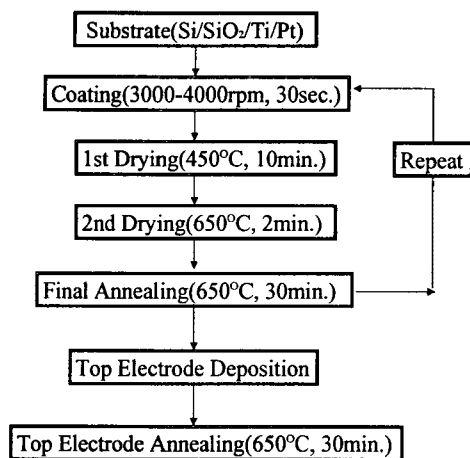 Substrate(Si/SiO₂/Ti/Pt)
Coating(3000-4000rpm, 30sec.)
1st Drying(450°C, 10min.)
Repeat
2nd Drying(650°C, 2min.)
Final Annealing(650°C, 30min.)
Top Electrode Deposition
Top Electrode Annealing(650°C, 30min.)